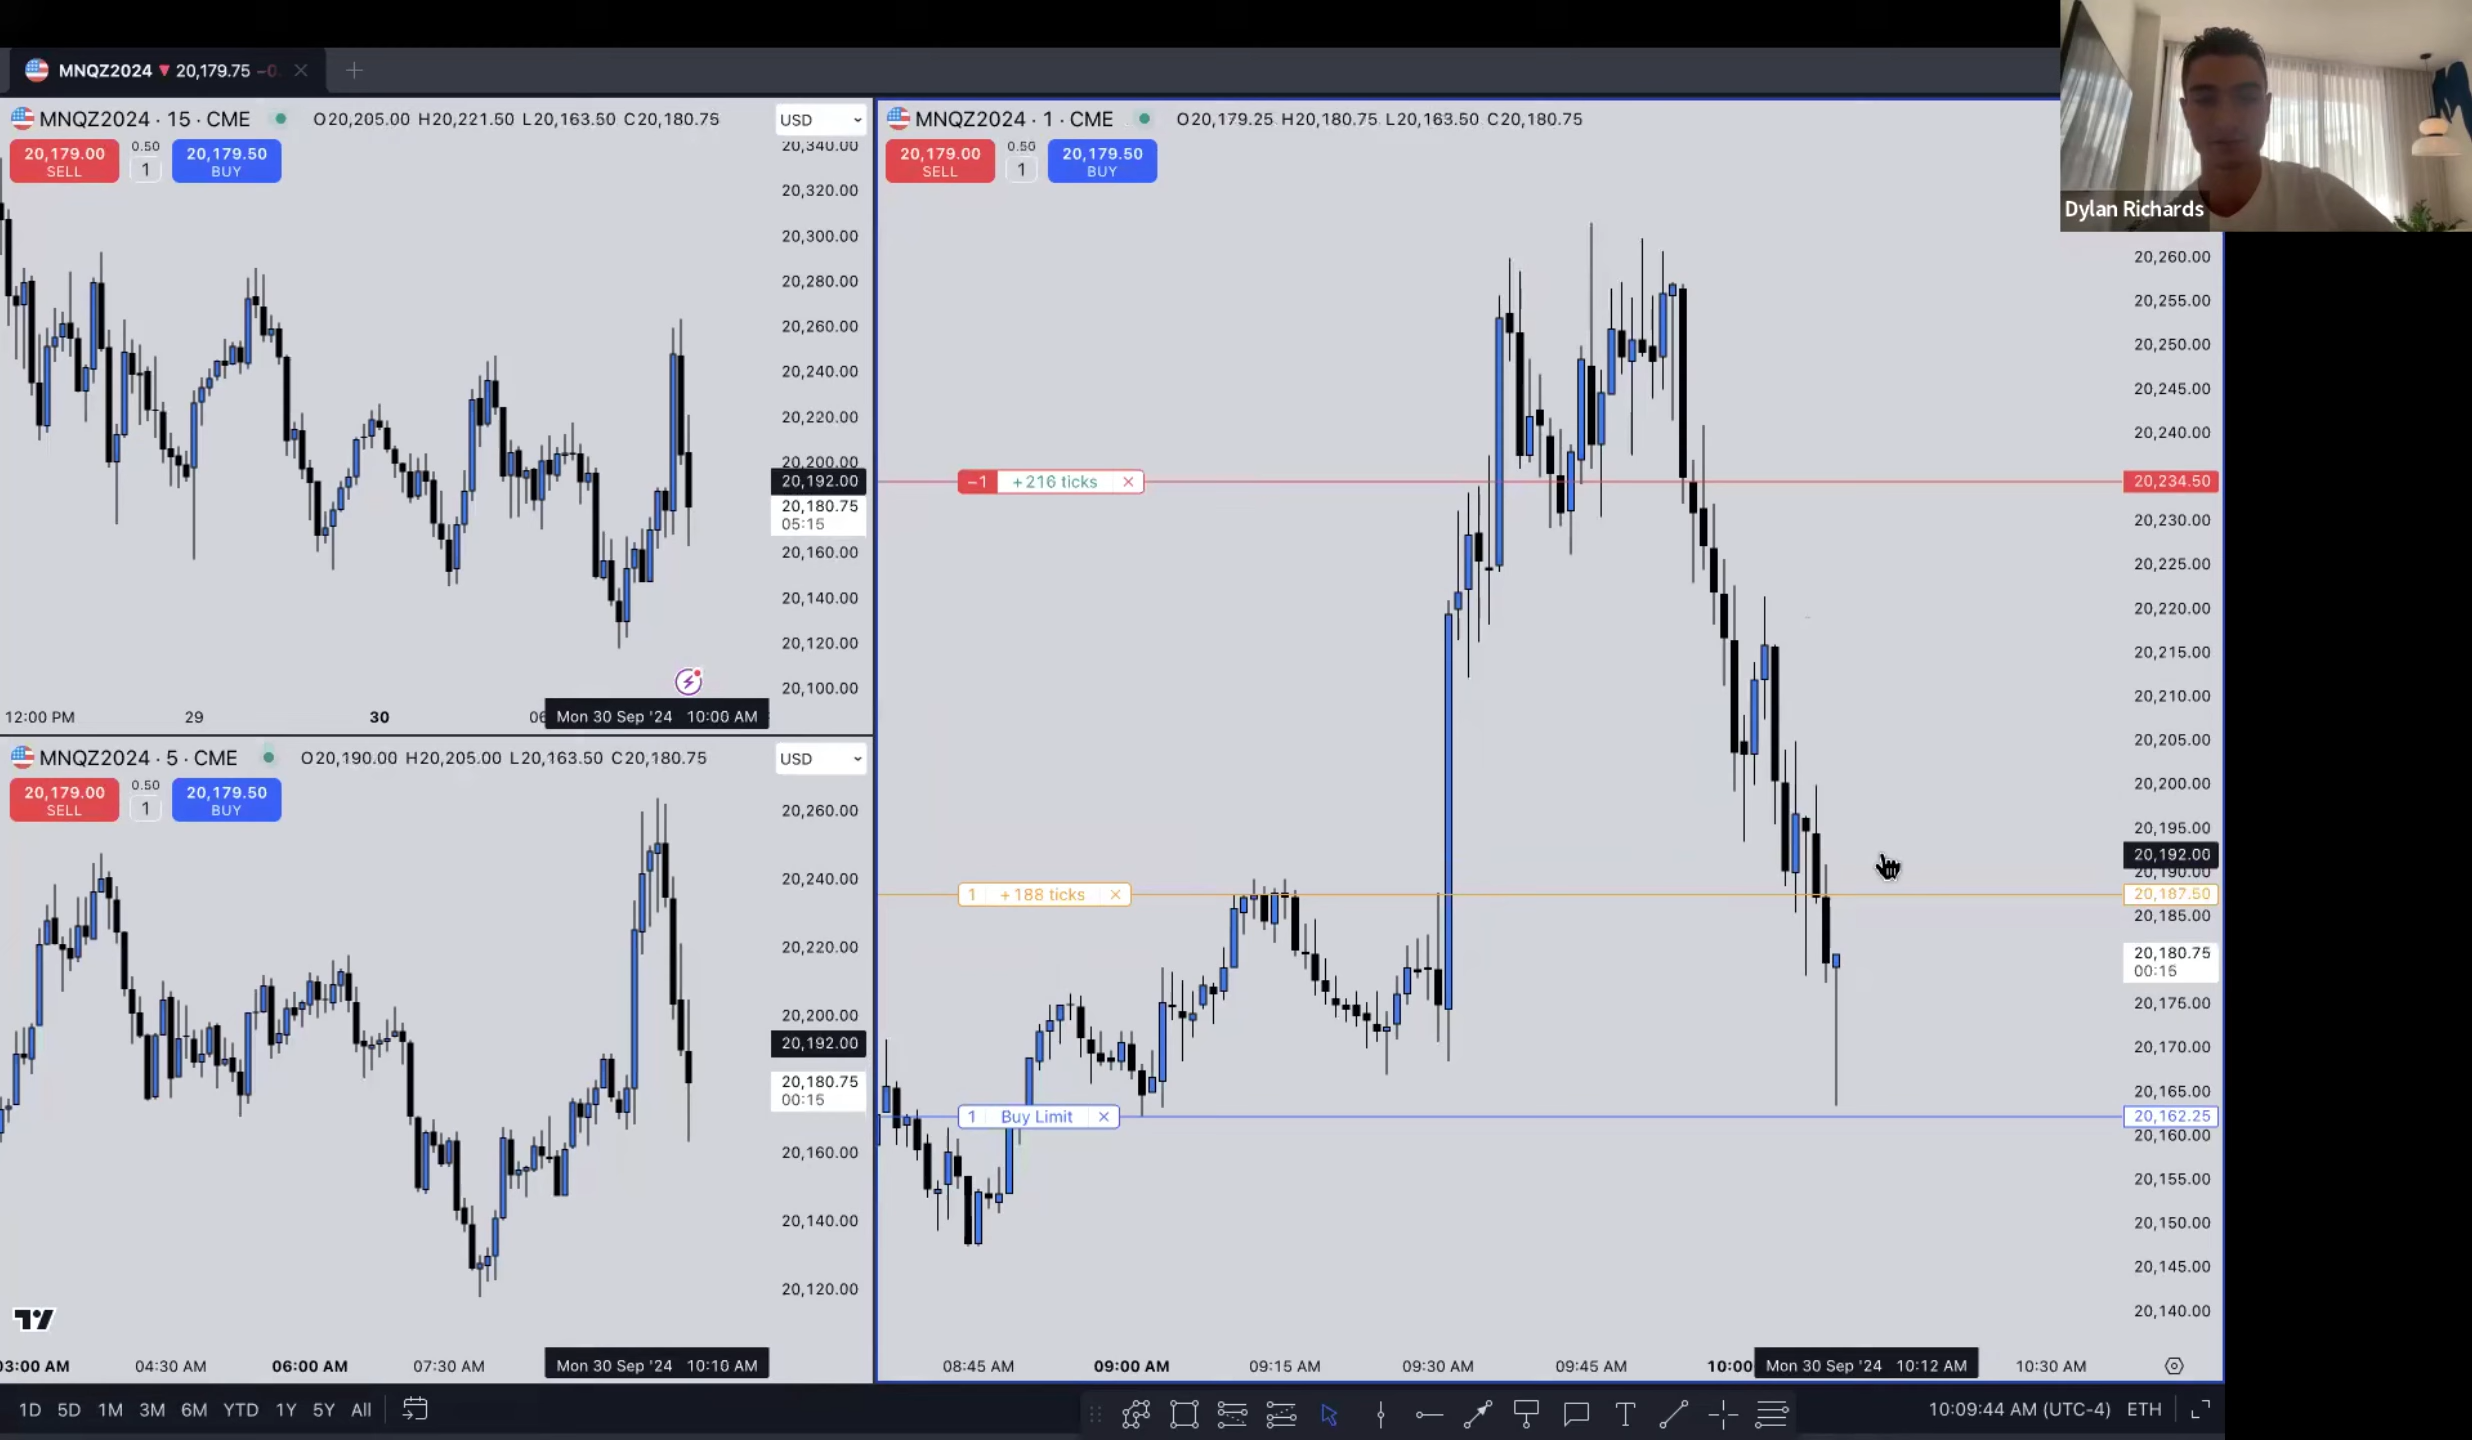 MNQZ2024 20,179.75 −0.
Dylan Richards
MNQZ2024 · 15 · CME O20,205.00 H20,221.50 L20,163.50 C20,180.75
USD
20,179.00 SELL
0.50
1
20,179.50 BUY
20,340.00
20,320.00
20,300.00
20,280.00
20,260.00
20,240.00
20,220.00
20,200.00
20,192.00
20,180.75
05:15
20,160.00
20,140.00
20,120.00
20,100.00
12:00 PM 29 30 06 Mon 30 Sep '24 10:00 AM
MNQZ2024 · 5 · CME O20,190.00 H20,205.00 L20,163.50 C20,180.75
USD
20,179.00 SELL
0.50
1
20,179.50 BUY
20,260.00
20,240.00
20,220.00
20,200.00
20,192.00
20,180.75
00:15
20,160.00
20,140.00
20,120.00
03:00 AM 04:30 AM 06:00 AM 07:30 AM Mon 30 Sep '24 10:10 AM
MNQZ2024 · 1 · CME O20,179.25 H20,180.75 L20,163.50 C20,180.75
20,179.00 SELL
0.50
1
20,179.50 BUY
20,260.00
20,255.00
20,250.00
20,245.00
20,240.00
−1 +216 ticks
20,234.50
20,230.00
20,225.00
20,220.00
20,215.00
20,210.00
20,205.00
20,200.00
20,195.00
20,192.00
20,190.00
1 +188 ticks
20,187.50
20,185.00
20,180.75
00:15
20,175.00
20,170.00
20,165.00
1 Buy Limit
20,162.25
20,160.00
20,155.00
20,150.00
20,145.00
20,140.00
08:45 AM 09:00 AM 09:15 AM 09:30 AM 09:45 AM 10:00 Mon 30 Sep '24 10:12 AM 10:30 AM
1D 5D 1M 3M 6M YTD 1Y 5Y All
10:09:44 AM (UTC-4) ETH